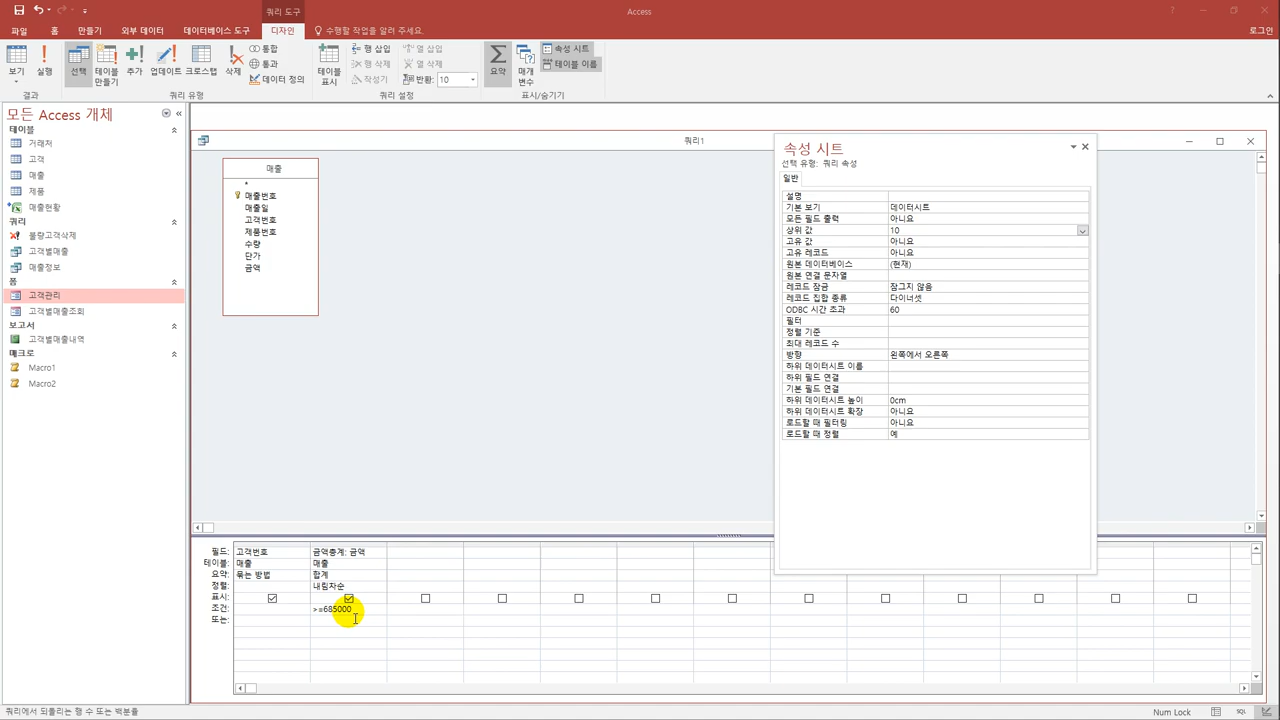 쿼리 도구
Access
파일
홈
만들기
외부 데이터
데이터베이스 도구
디자인
수행할 작업을 알려 주세요.
로그인
보기
실행
선택
테이블 만들기
추가
업데이트
크로스탭
삭제
통합
통과
데이터 정의
테이블 표시
행 삽입
행 삭제
작성기
열 삽입
열 삭제
반환: 10
요약
매개 변수
속성 시트
테이블 이름
결과
쿼리 유형
쿼리 설정
표시/숨기기
모든 Access 개체
테이블
거래처
고객
매출
제품
매출현황
쿼리
불량고객삭제
고객별매출
매출정보
폼
고객관리
고객별매출조회
보고서
고객별매출내역
매크로
Macro1
Macro2
쿼리1
매출
*
매출번호
매출일
고객번호
제품번호
수량
단가
금액
속성 시트
선택 유형: 쿼리 속성
일반
설명
기본 보기 데이터시트
모든 필드 출력 아니요
상위 값 10
고유 값 아니요
고유 레코드 아니요
원본 데이터베이스 (현재)
원본 연결 문자열
레코드 잠금 잠그지 않음
레코드 집합 종류 다이너셋
ODBC 시간 초과 60
필터
정렬 기준
최대 레코드 수
방향 왼쪽에서 오른쪽
하위 데이터시트 이름
하위 필드 연결
기본 필드 연결
하위 데이터시트 높이 0cm
하위 데이터시트 확장 아니요
로드할 때 필터링 아니요
로드할 때 정렬 예
필드: 고객번호 금액총계: 금액
테이블: 매출 매출
요약: 묶는 방법 합계
정렬: 내림차순
표시:
조건: >=685000
또는:
쿼리에서 되돌리는 행 수 또는 백분율
Num Lock
SQL